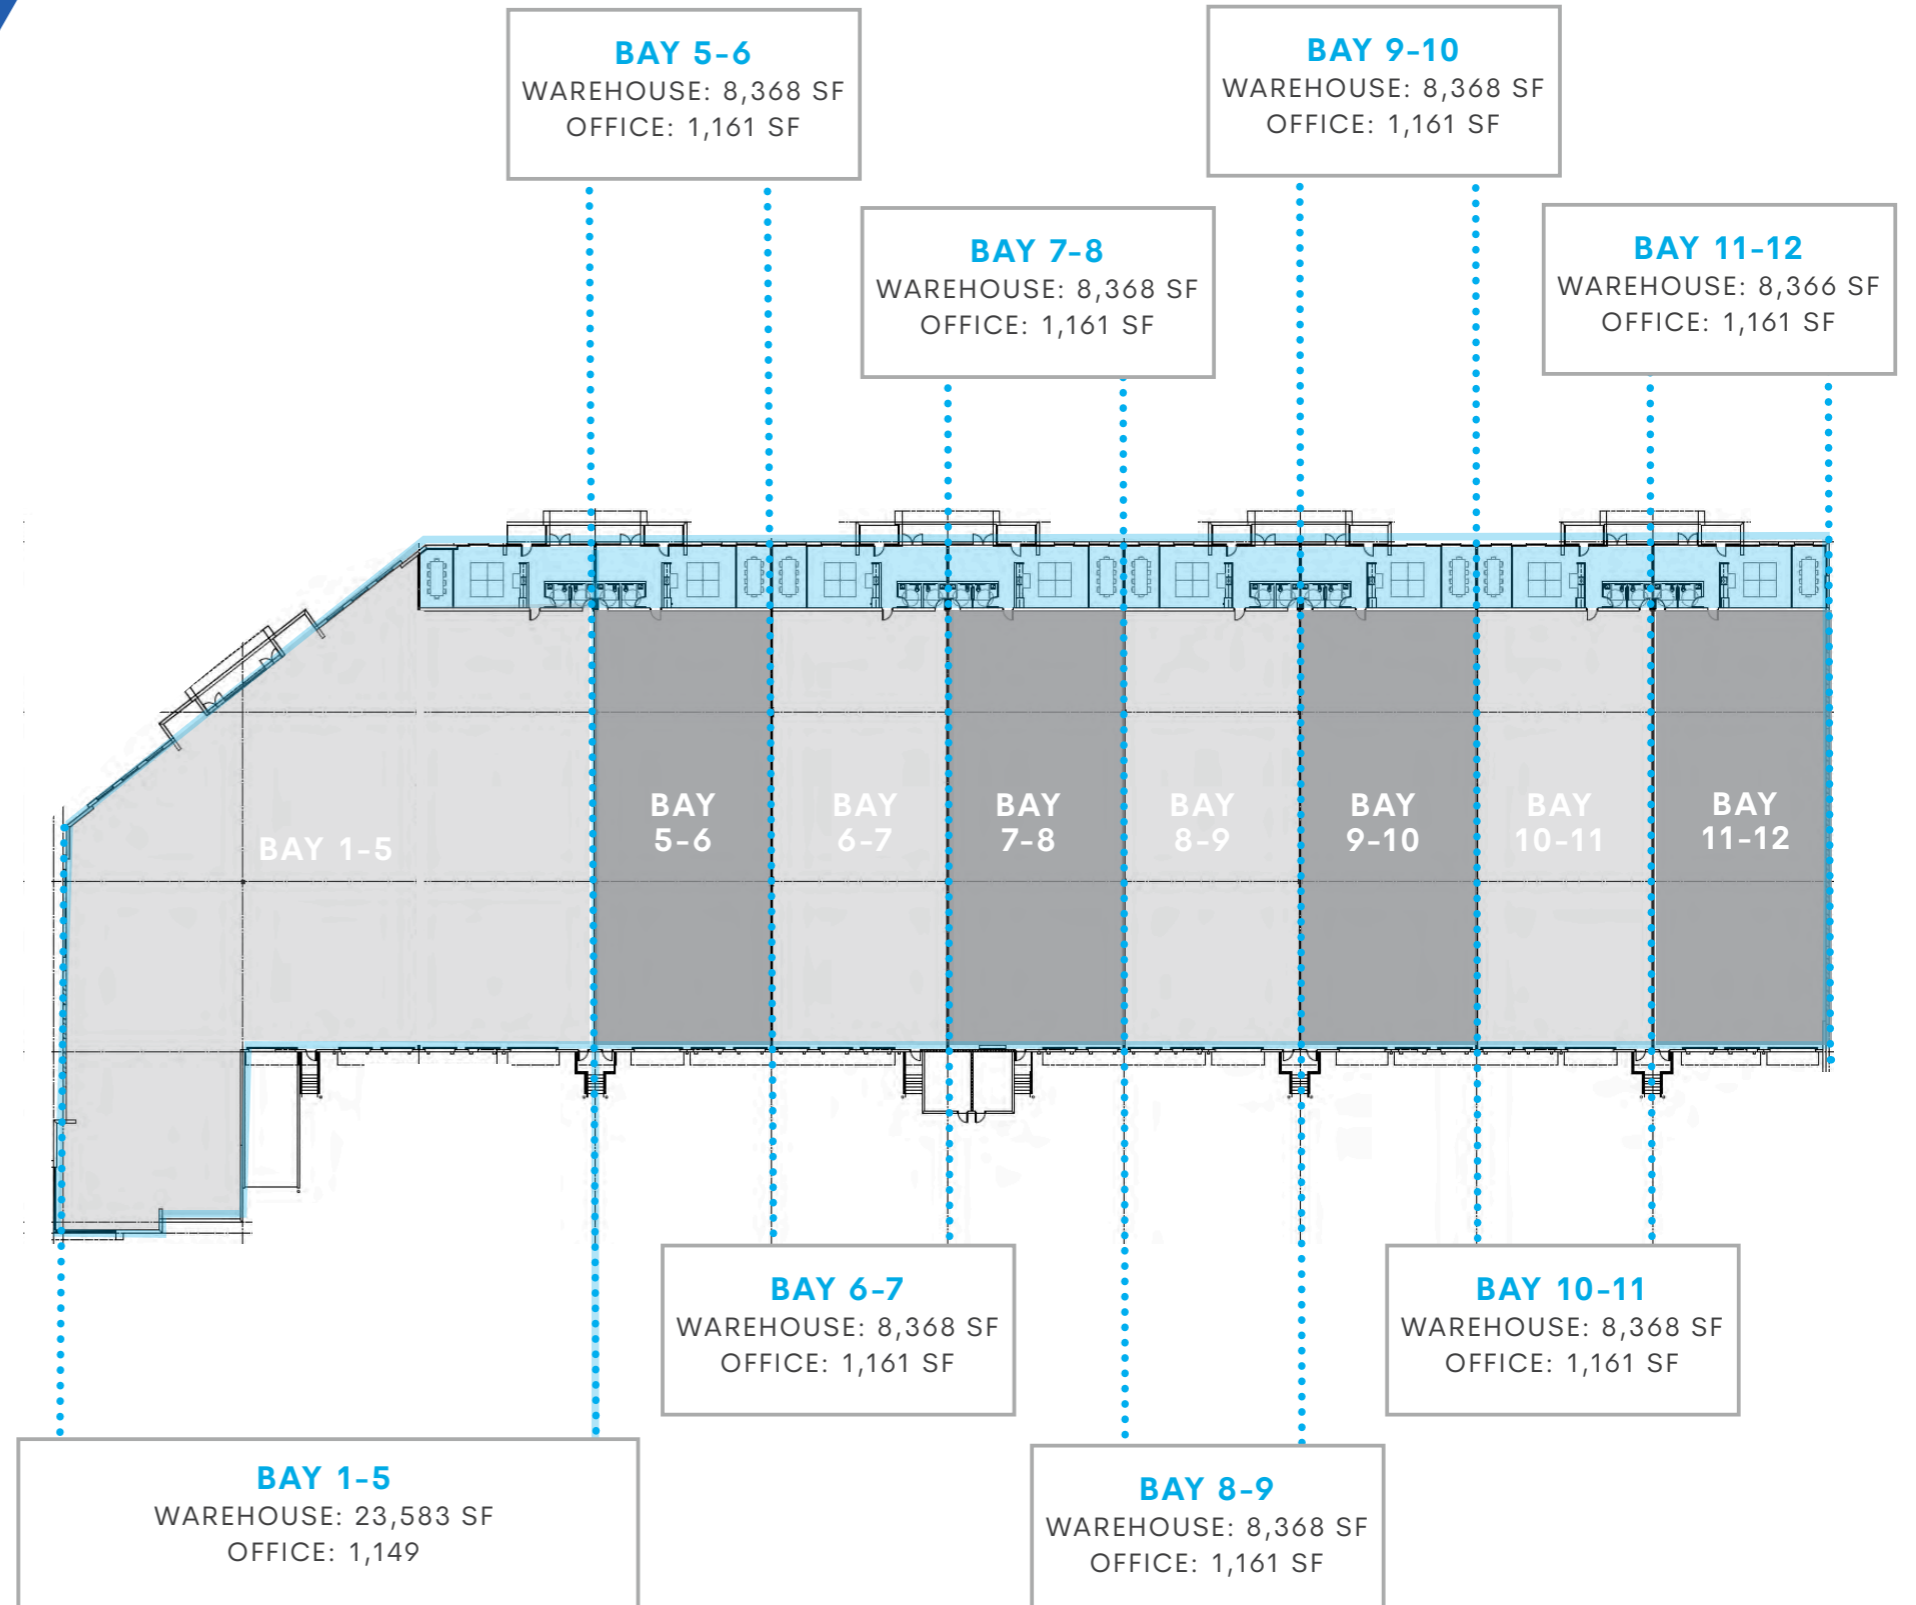 BAY 5-6
WAREHOUSE: 8,368 SF
OFFICE: 1,161 SF
BAY 9-10
WAREHOUSE: 8,368 SF
OFFICE: 1,161 SF
BAY 7-8
WAREHOUSE: 8,368 SF
OFFICE: 1,161 SF
BAY 11-12
WAREHOUSE: 8,366 SF
OFFICE: 1,161 SF
BAY 1-5
BAY
5-6
BAY
6-7
BAY
7-8
BAY
8-9
BAY
9-10
BAY
10-11
BAY
11-12
BAY 6-7
WAREHOUSE: 8,368 SF
OFFICE: 1,161 SF
BAY 10-11
WAREHOUSE: 8,368 SF
OFFICE: 1,161 SF
BAY 1-5
WAREHOUSE: 23,583 SF
OFFICE: 1,149
BAY 8-9
WAREHOUSE: 8,368 SF
OFFICE: 1,161 SF